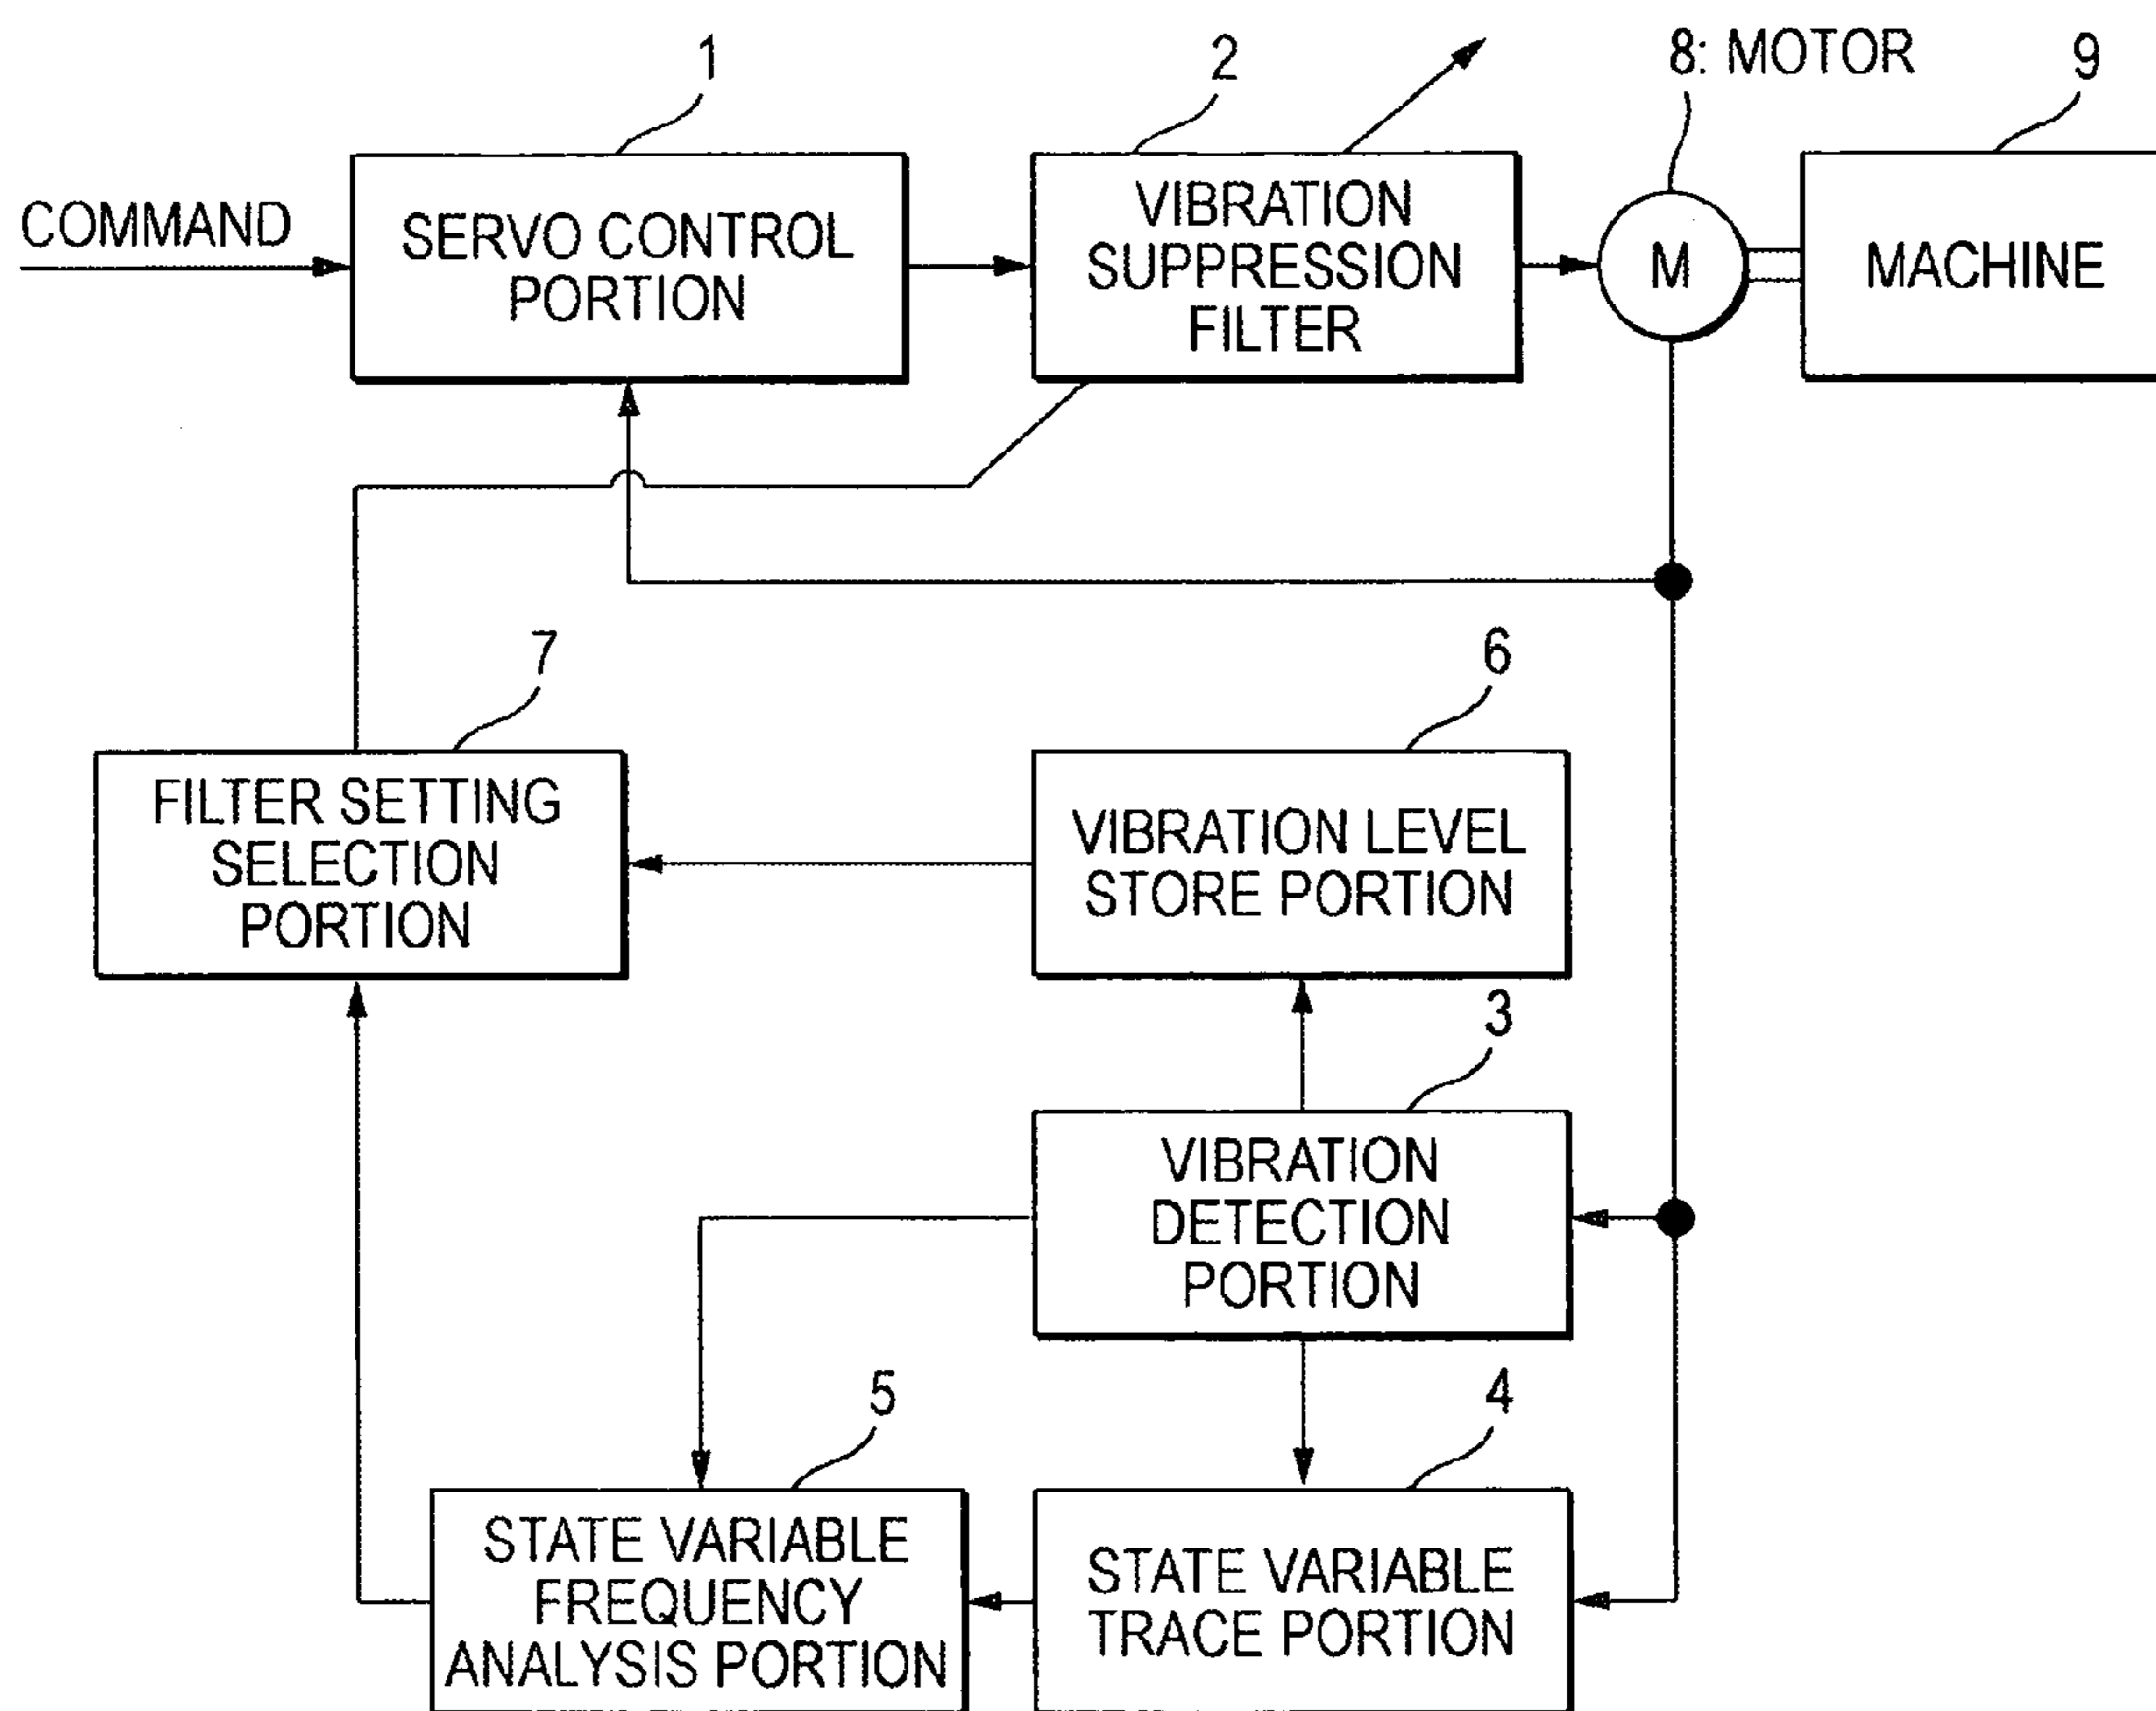 1
2
8: MOTOR
9
COMMAND
SERVO CONTROL
PORTION
VIBRATION
SUPPRESSION
FILTER
M
MACHINE
7
6
FILTER SETTING
SELECTION
PORTION
VIBRATION LEVEL
STORE PORTION
3
VIBRATION
DETECTION
PORTION
5
4
STATE VARIABLE
FREQUENCY
ANALYSIS PORTION
STATE VARIABLE
TRACE PORTION